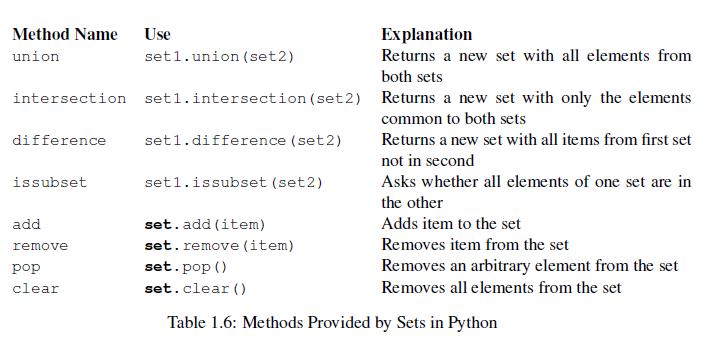 Method Name Use Explanation
union set1.union(set2) Returns a new set with all elements from
both sets
intersection set1.intersection(set2) Returns a new set with only the elements
common to both sets
difference set1.difference(set2) Returns a new set with all items from first set
not in second
issubset set1.issubset(set2) Asks whether all elements of one set are in
the other
add set.add(item) Adds item to the set
remove set.remove(item) Removes item from the set
pop set.pop() Removes an arbitrary element from the set
clear set.clear() Removes all elements from the set
Table 1.6: Methods Provided by Sets in Python